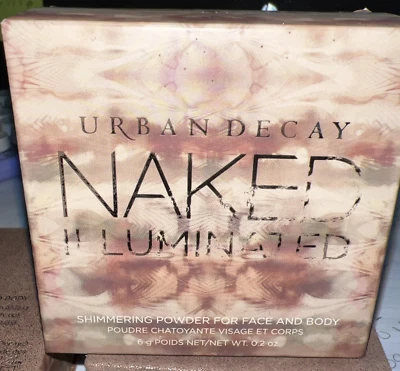 URBAN DECAY
NAKED
ILLUMINATED
SHIMMERING POWDER FOR FACE AND BODY
POUDRE CHATOYANTE VISAGE ET CORPS
6 g POIDS NET/NET WT. 0.2 oz.